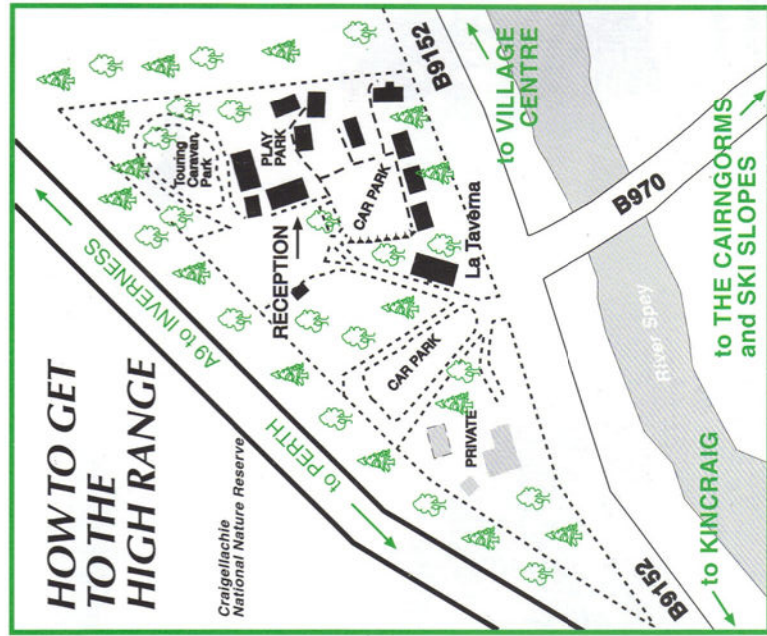 HOW TO GET
TO THE
HIGH RANGE
Craigellachie
National Nature Reserve
A9 to INVERNESS
to PERTH
Touring
Caravan
Park
PLAY
PARK
RECEPTION
CAR PARK
La Taverna
CAR PARK
PRIVATE
B9152
to VILLAGE
CENTRE
B970
River Spey
to THE CAIRNGORMS
and SKI SLOPES
B9152
to KINCRAIG